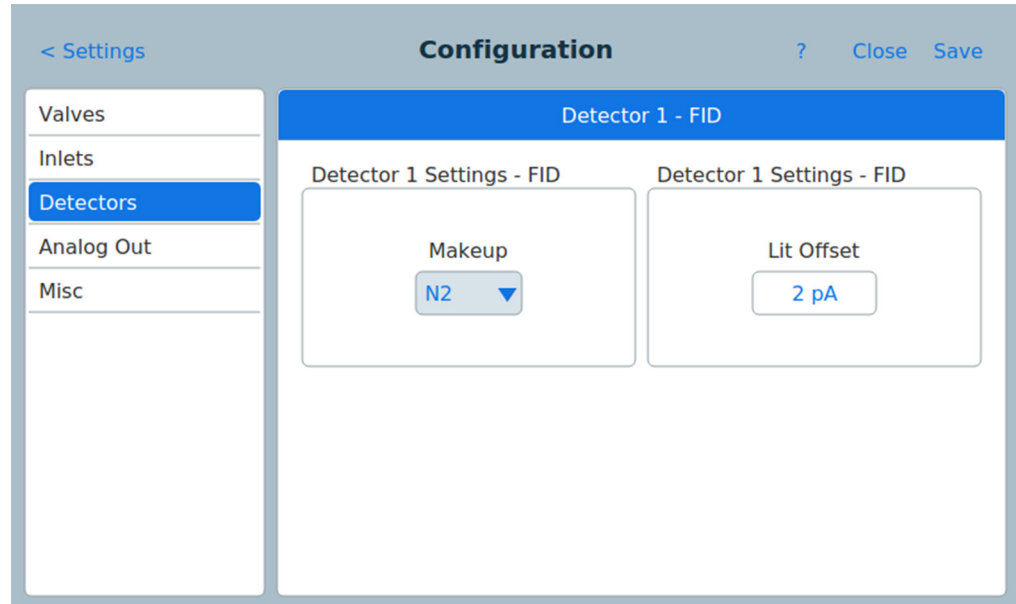 < Settings
Configuration
?
Close
Save
Valves
Inlets
Detectors
Analog Out
Misc
Detector 1 - FID
Detector 1 Settings - FID
Makeup
N2
Detector 1 Settings - FID
Lit Offset
2 pA